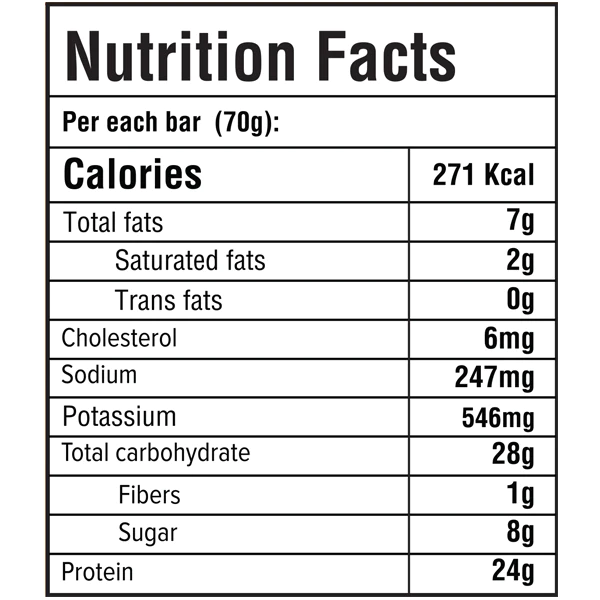 Nutrition Facts
Per each bar (70g):
Calories 271 Kcal
Total fats 7g
Saturated fats 2g
Trans fats 0g
Cholesterol 6mg
Sodium 247mg
Potassium 546mg
Total carbohydrate 28g
Fibers 1g
Sugar 8g
Protein 24g